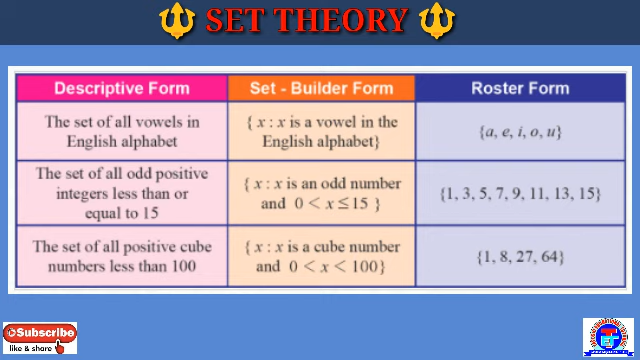 🔱 SET THEORY 🔱
Descriptive Form
Set - Builder Form
Roster Form
The set of all vowels in
English alphabet
{ x : x is a vowel in the
English alphabet}
{a, e, i, o, u}
The set of all odd positive
integers less than or
equal to 15
{ x : x is an odd number
and 0 < x ≤ 15 }
{1, 3, 5, 7, 9, 11, 13, 15}
The set of all positive cube
numbers less than 100
{ x : x is a cube number
and 0 < x < 100}
{1, 8, 27, 64}
Subscribe
like & share